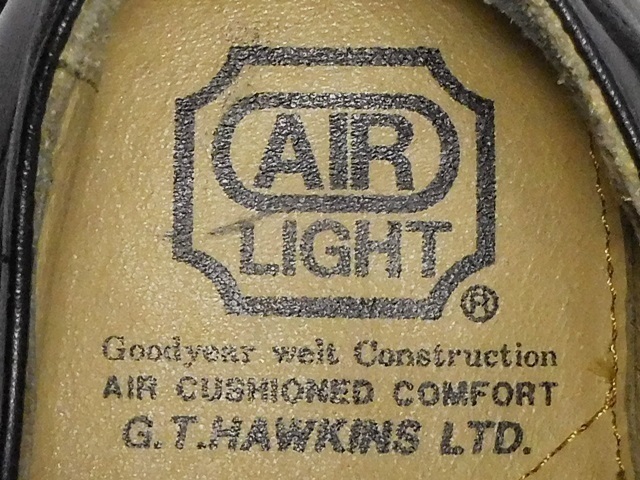 AIR
LIGHT
®
Goodyear welt Construction
AIR CUSHIONED COMFORT
G.T.HAWKINS LTD.